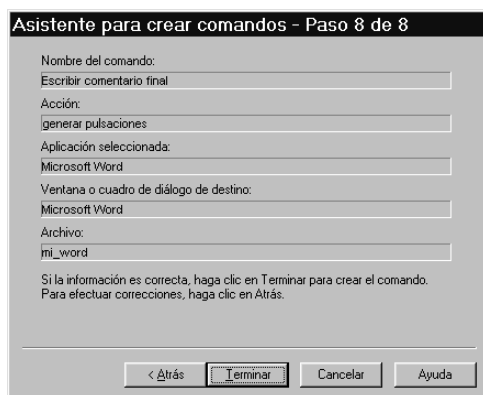 Asistente para crear comandos - Paso 8 de 8
Nombre del comando:
Escribir comentario final
Acción:
generar pulsaciones
Aplicación seleccionada:
Microsoft Word
Ventana o cuadro de diálogo de destino:
Microsoft Word
Archivo:
mi_word
Si la información es correcta, haga clic en Terminar para crear el comando.
Para efectuar correcciones, haga clic en Atrás.
< Atrás Terminar Cancelar Ayuda